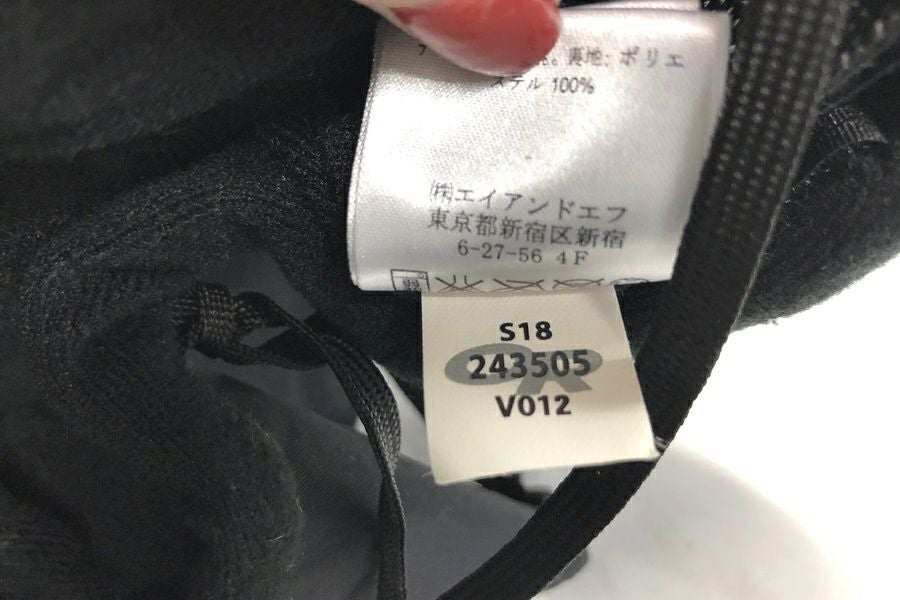 裏地: ポリエ
ステル 100%
㈱エイアンドエフ
東京都新宿区新宿
6-27-56 4F
弱
S18
243505
V012